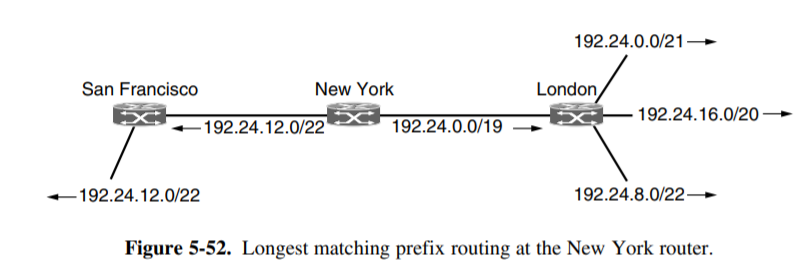 192.24.0.0/21
San Francisco
New York
London
192.24.12.0/22
192.24.0.0/19
192.24.16.0/20
192.24.12.0/22
192.24.8.0/22
Figure 5-52. Longest matching prefix routing at the New York router.